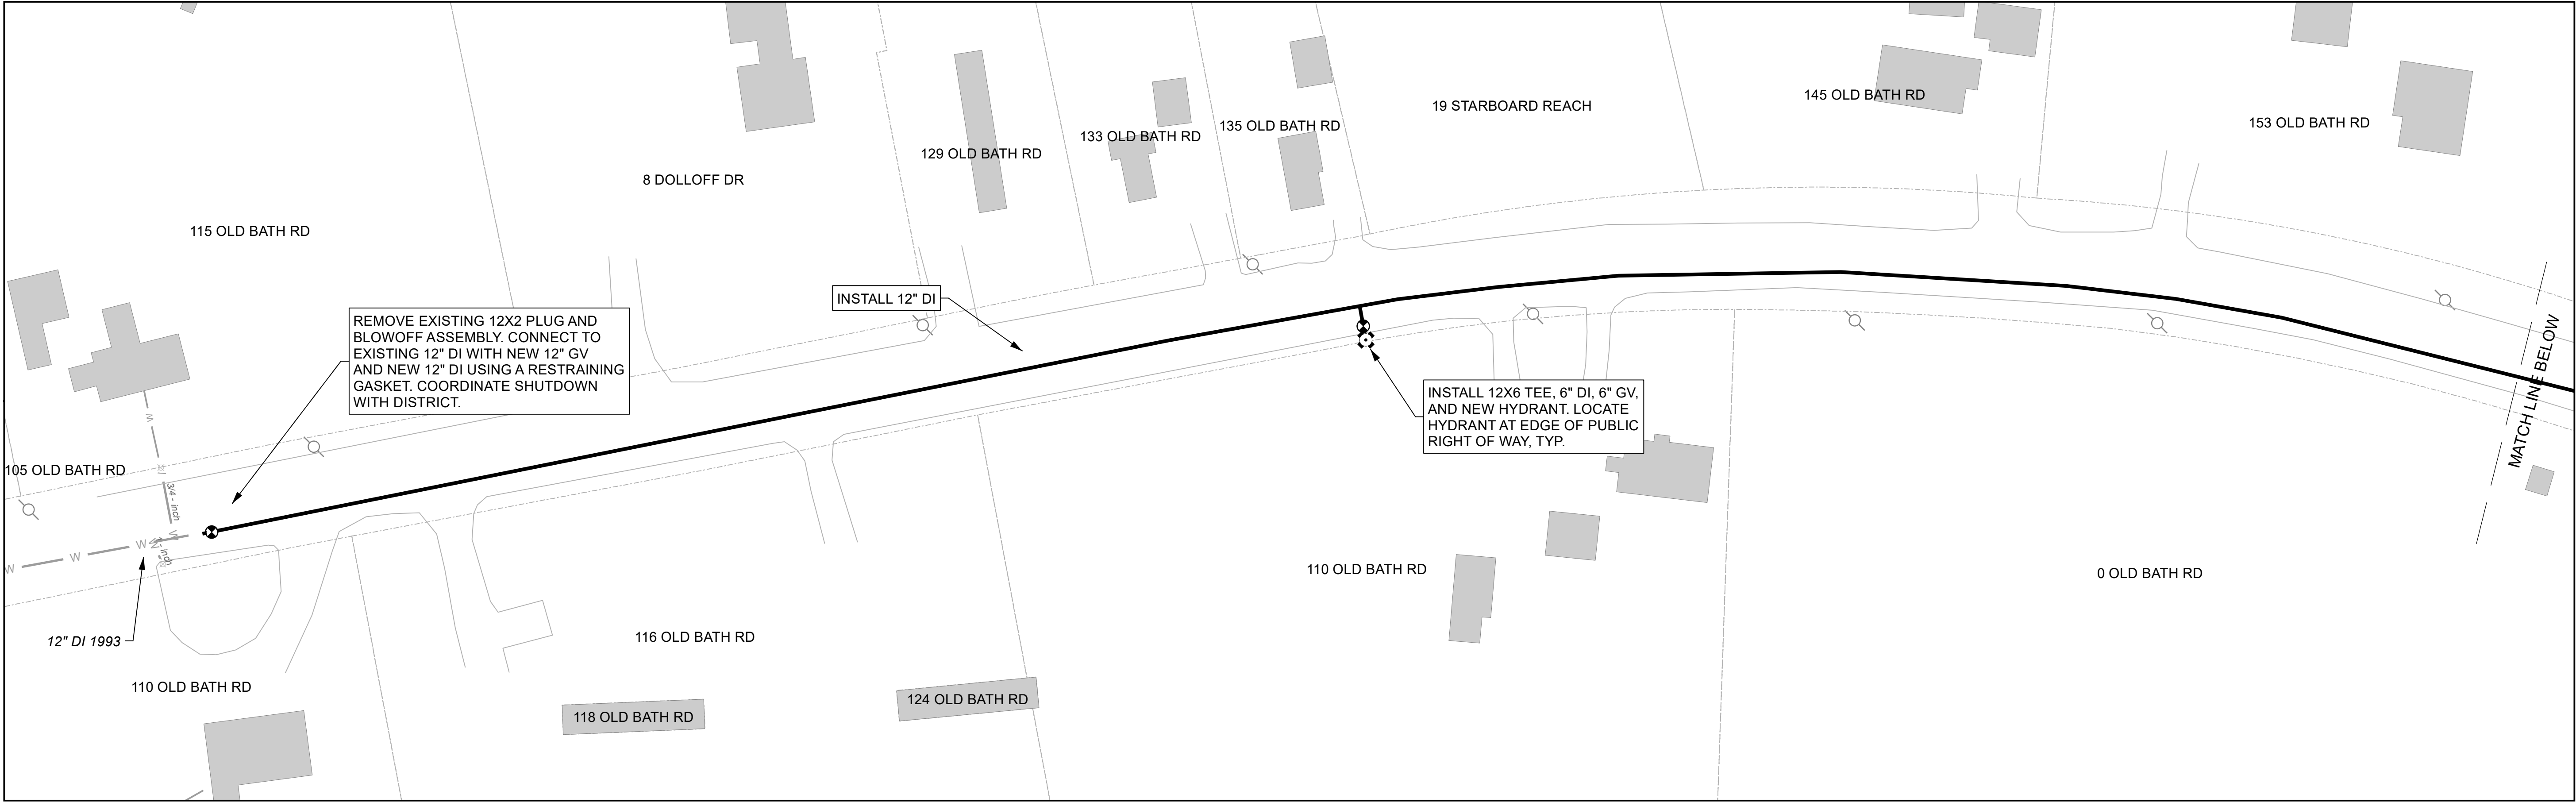 145 OLD BATH RD
19 STARBOARD REACH
153 OLD BATH RD
135 OLD BATH RD
133 OLD BATH RD
129 OLD BATH RD
8 DOLLOFF DR
115 OLD BATH RD
INSTALL 12" DI
REMOVE EXISTING 12X2 PLUG AND
BLOWOFF ASSEMBLY. CONNECT TO
EXISTING 12" DI WITH NEW 12" GV
AND NEW 12" DI USING A RESTRAINING
GASKET. COORDINATE SHUTDOWN
WITH DISTRICT.
INSTALL 12X6 TEE, 6" DI, 6" GV,
AND NEW HYDRANT. LOCATE
HYDRANT AT EDGE OF PUBLIC
RIGHT OF WAY, TYP.
MATCH LINE BELOW
105 OLD BATH RD
W
3/4 - inch
W
W
W
W
12" DI 1993
110 OLD BATH RD
0 OLD BATH RD
116 OLD BATH RD
110 OLD BATH RD
124 OLD BATH RD
118 OLD BATH RD